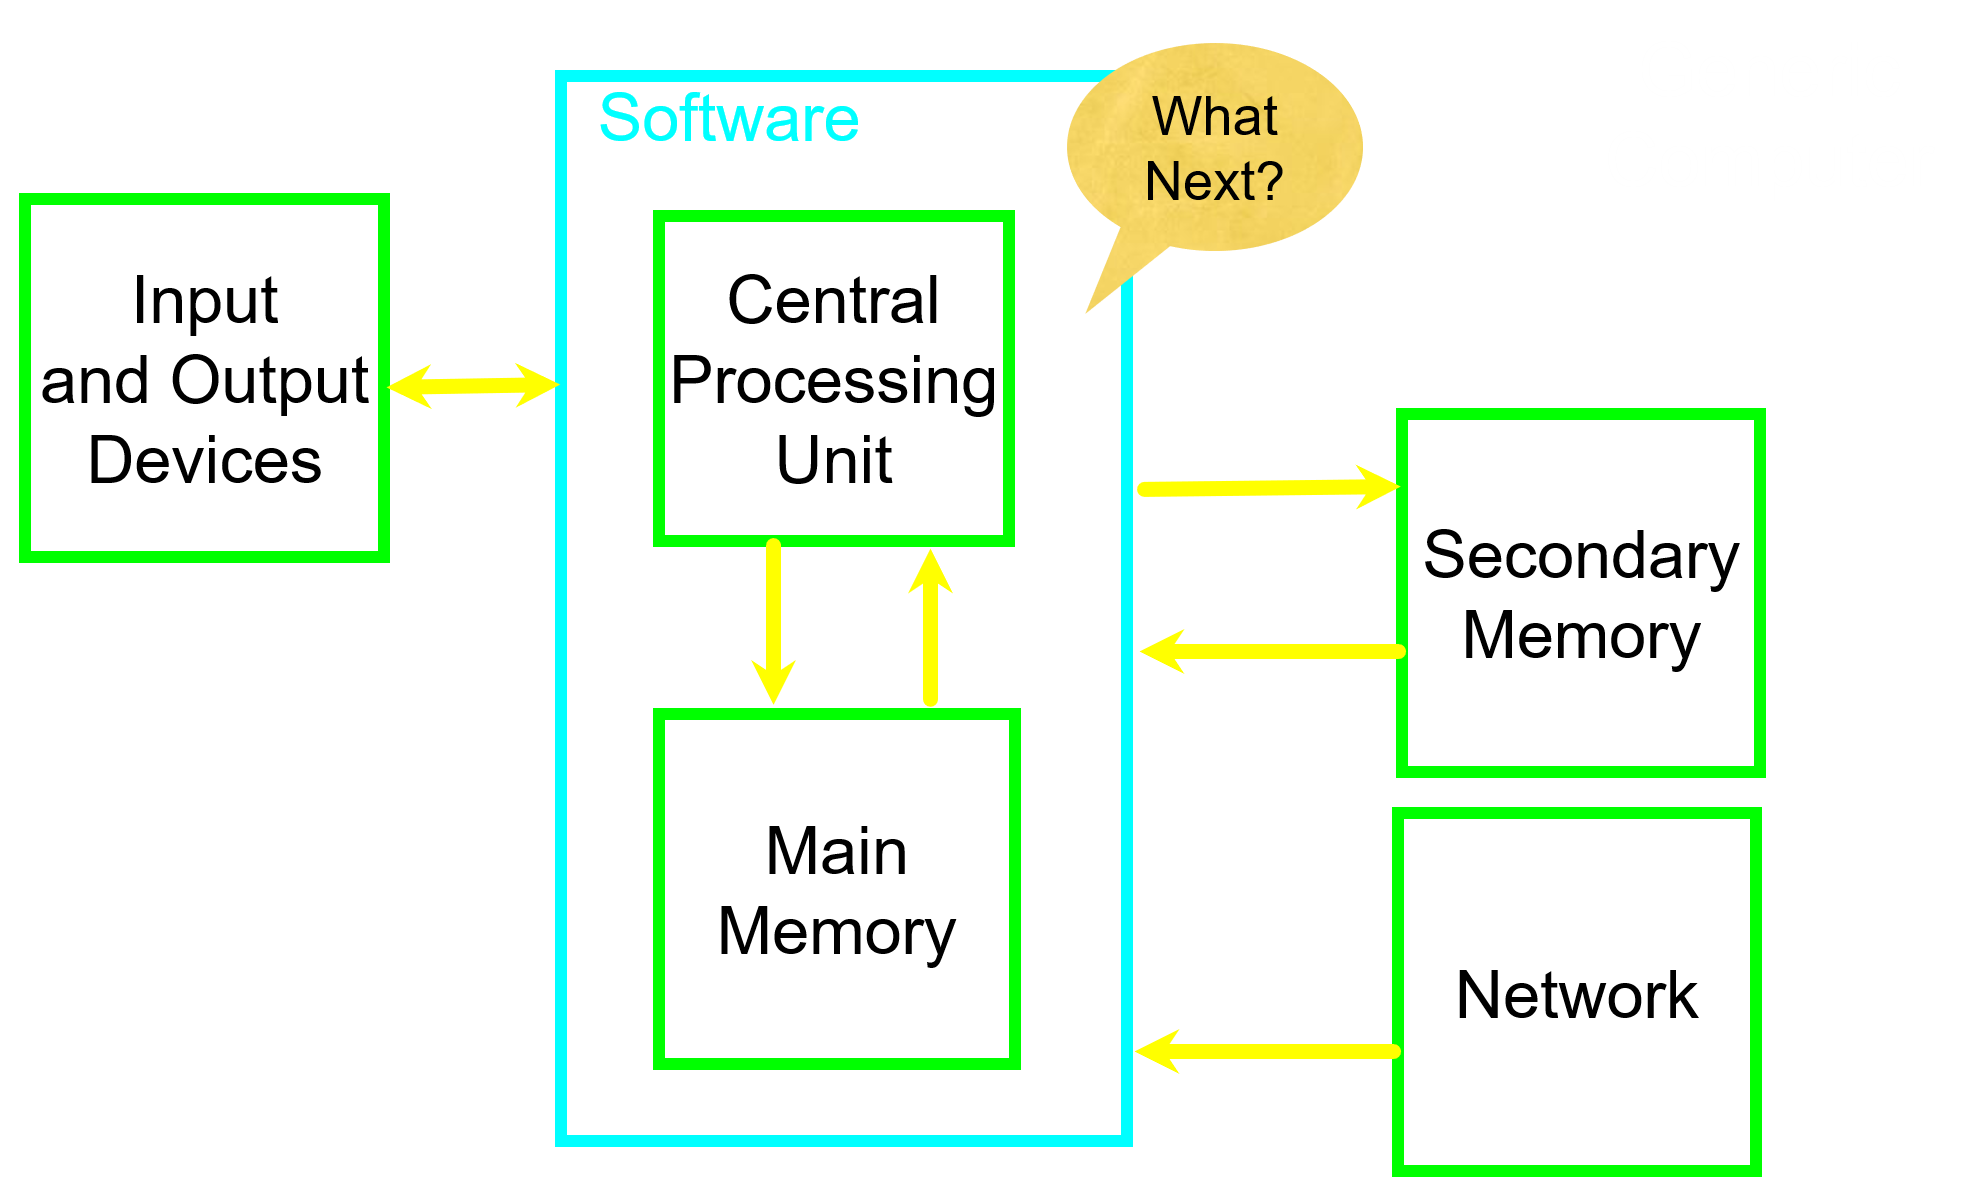 Software
What
Next?
Input
and Output
Devices
Central
Processing
Unit
Secondary
Memory
Main
Memory
Network